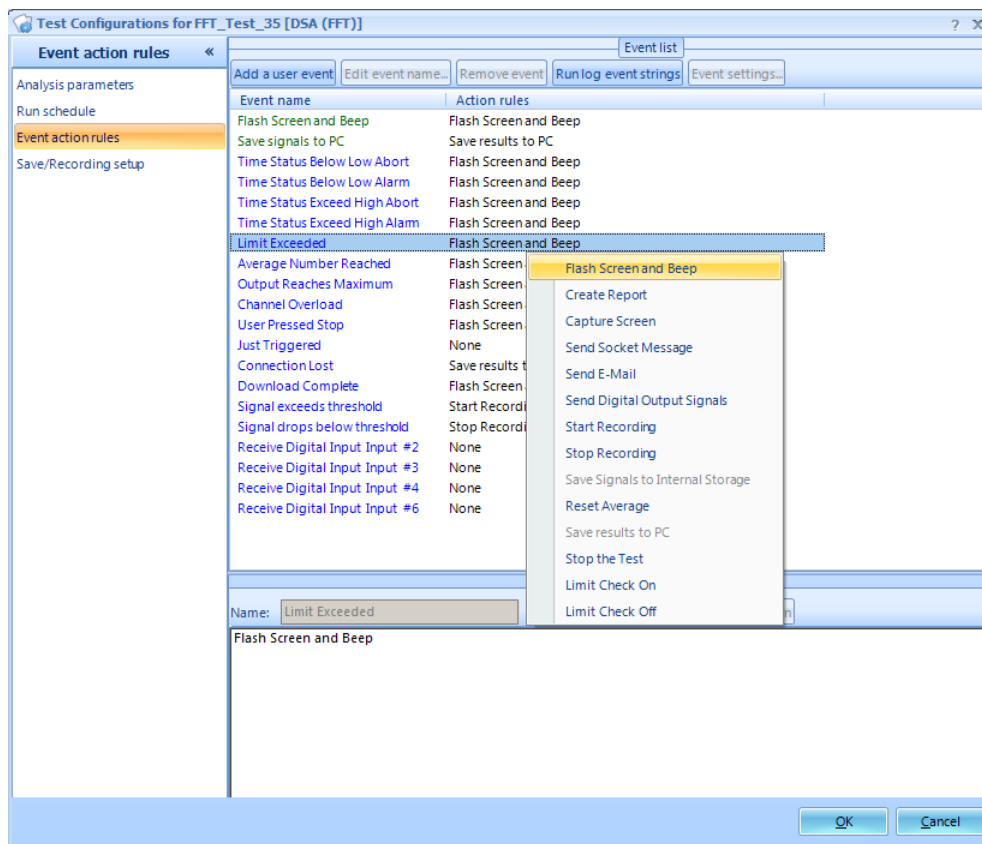 Test Configurations for FFT_Test_35 [DSA (FFT)]
? X
Event action rules «
Analysis parameters
Run schedule
Event action rules
Save/Recording setup
Event list
Add a user event Edit event name... Remove event Run log event strings Event settings...
Event name Action rules
Flash Screen and Beep Flash Screen and Beep
Save signals to PC Save results to PC
Time Status Below Low Abort Flash Screen and Beep
Time Status Below Low Alarm Flash Screen and Beep
Time Status Exceed High Abort Flash Screen and Beep
Time Status Exceed High Alarm Flash Screen and Beep
Limit Exceeded Flash Screen and Beep
Average Number Reached Flash Screen
Output Reaches Maximum Flash Screen
Channel Overload Flash Screen
User Pressed Stop Flash Screen
Just Triggered None
Connection Lost Save results t
Download Complete Flash Screen
Signal exceeds threshold Start Recordi
Signal drops below threshold Stop Recordi
Receive Digital Input Input #2 None
Receive Digital Input Input #3 None
Receive Digital Input Input #4 None
Receive Digital Input Input #6 None
Flash Screen and Beep
Create Report
Capture Screen
Send Socket Message
Send E-Mail
Send Digital Output Signals
Start Recording
Stop Recording
Save Signals to Internal Storage
Reset Average
Save results to PC
Stop the Test
Limit Check On
Limit Check Off
Name: Limit Exceeded
n
Flash Screen and Beep
OK Cancel